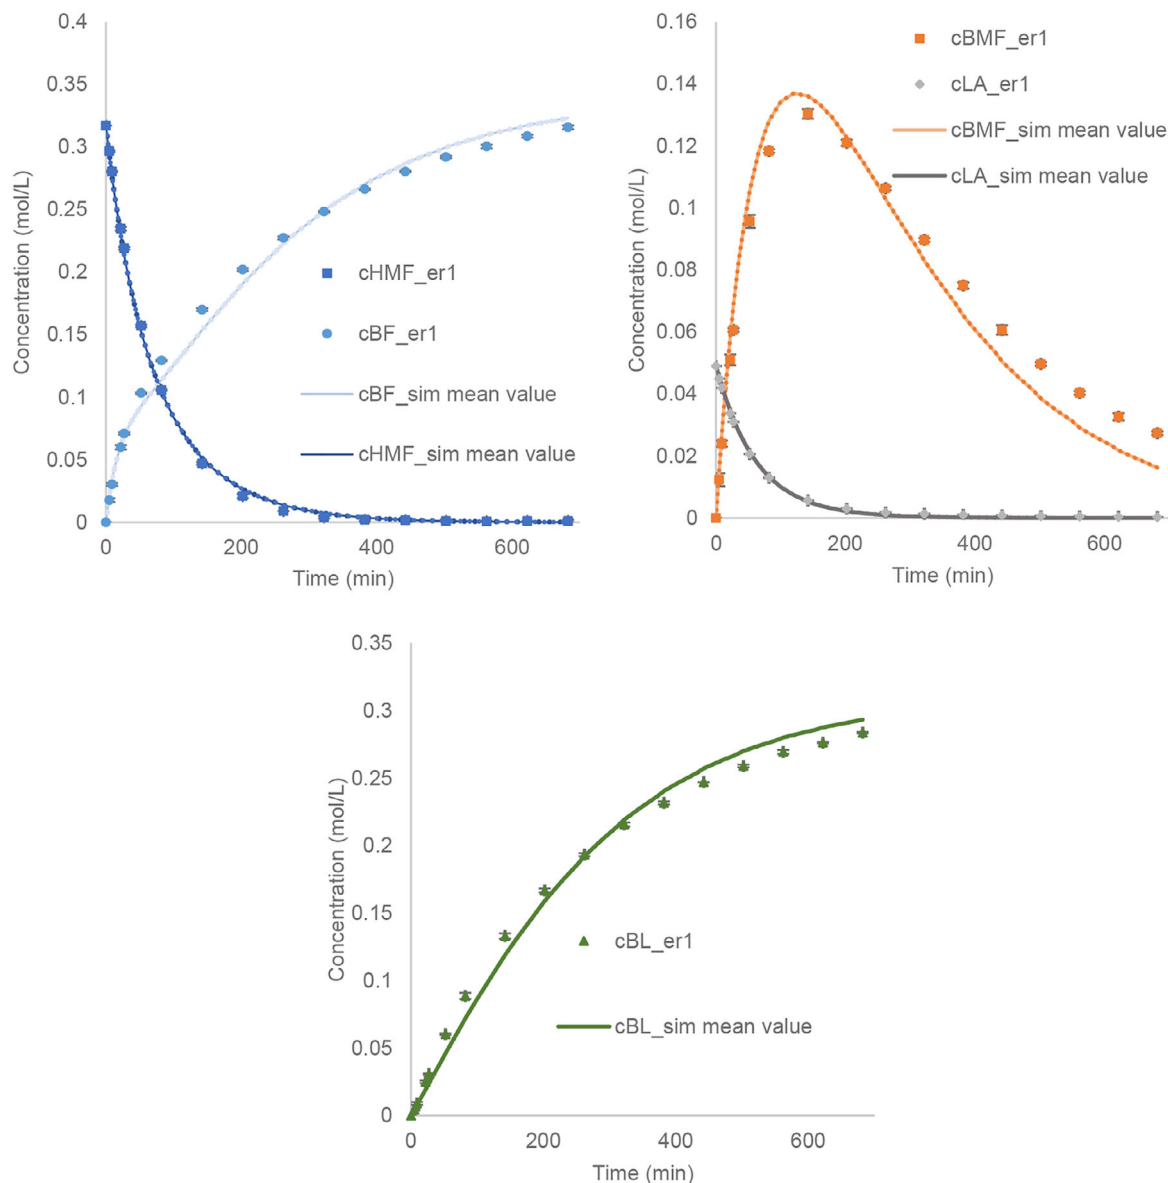 0.4
0.35
0.3
0.25
0.2
0.15
0.1
0.05
0
Concentration (mol/L)
0 200 400 600
Time (min)
cHMF_er1
cBF_er1
cBF_sim mean value
cHMF_sim mean value
0.16
0.14
0.12
0.1
0.08
0.06
0.04
0.02
0
Concentration (mol/L)
0 200 400 600
Time (min)
cBMF_er1
cLA_er1
cBMF_sim mean value
cLA_sim mean value
0.35
0.3
0.25
0.2
0.15
0.1
0.05
0
Concentration (mol/L)
0 200 400 600
Time (min)
cBL_er1
cBL_sim mean value